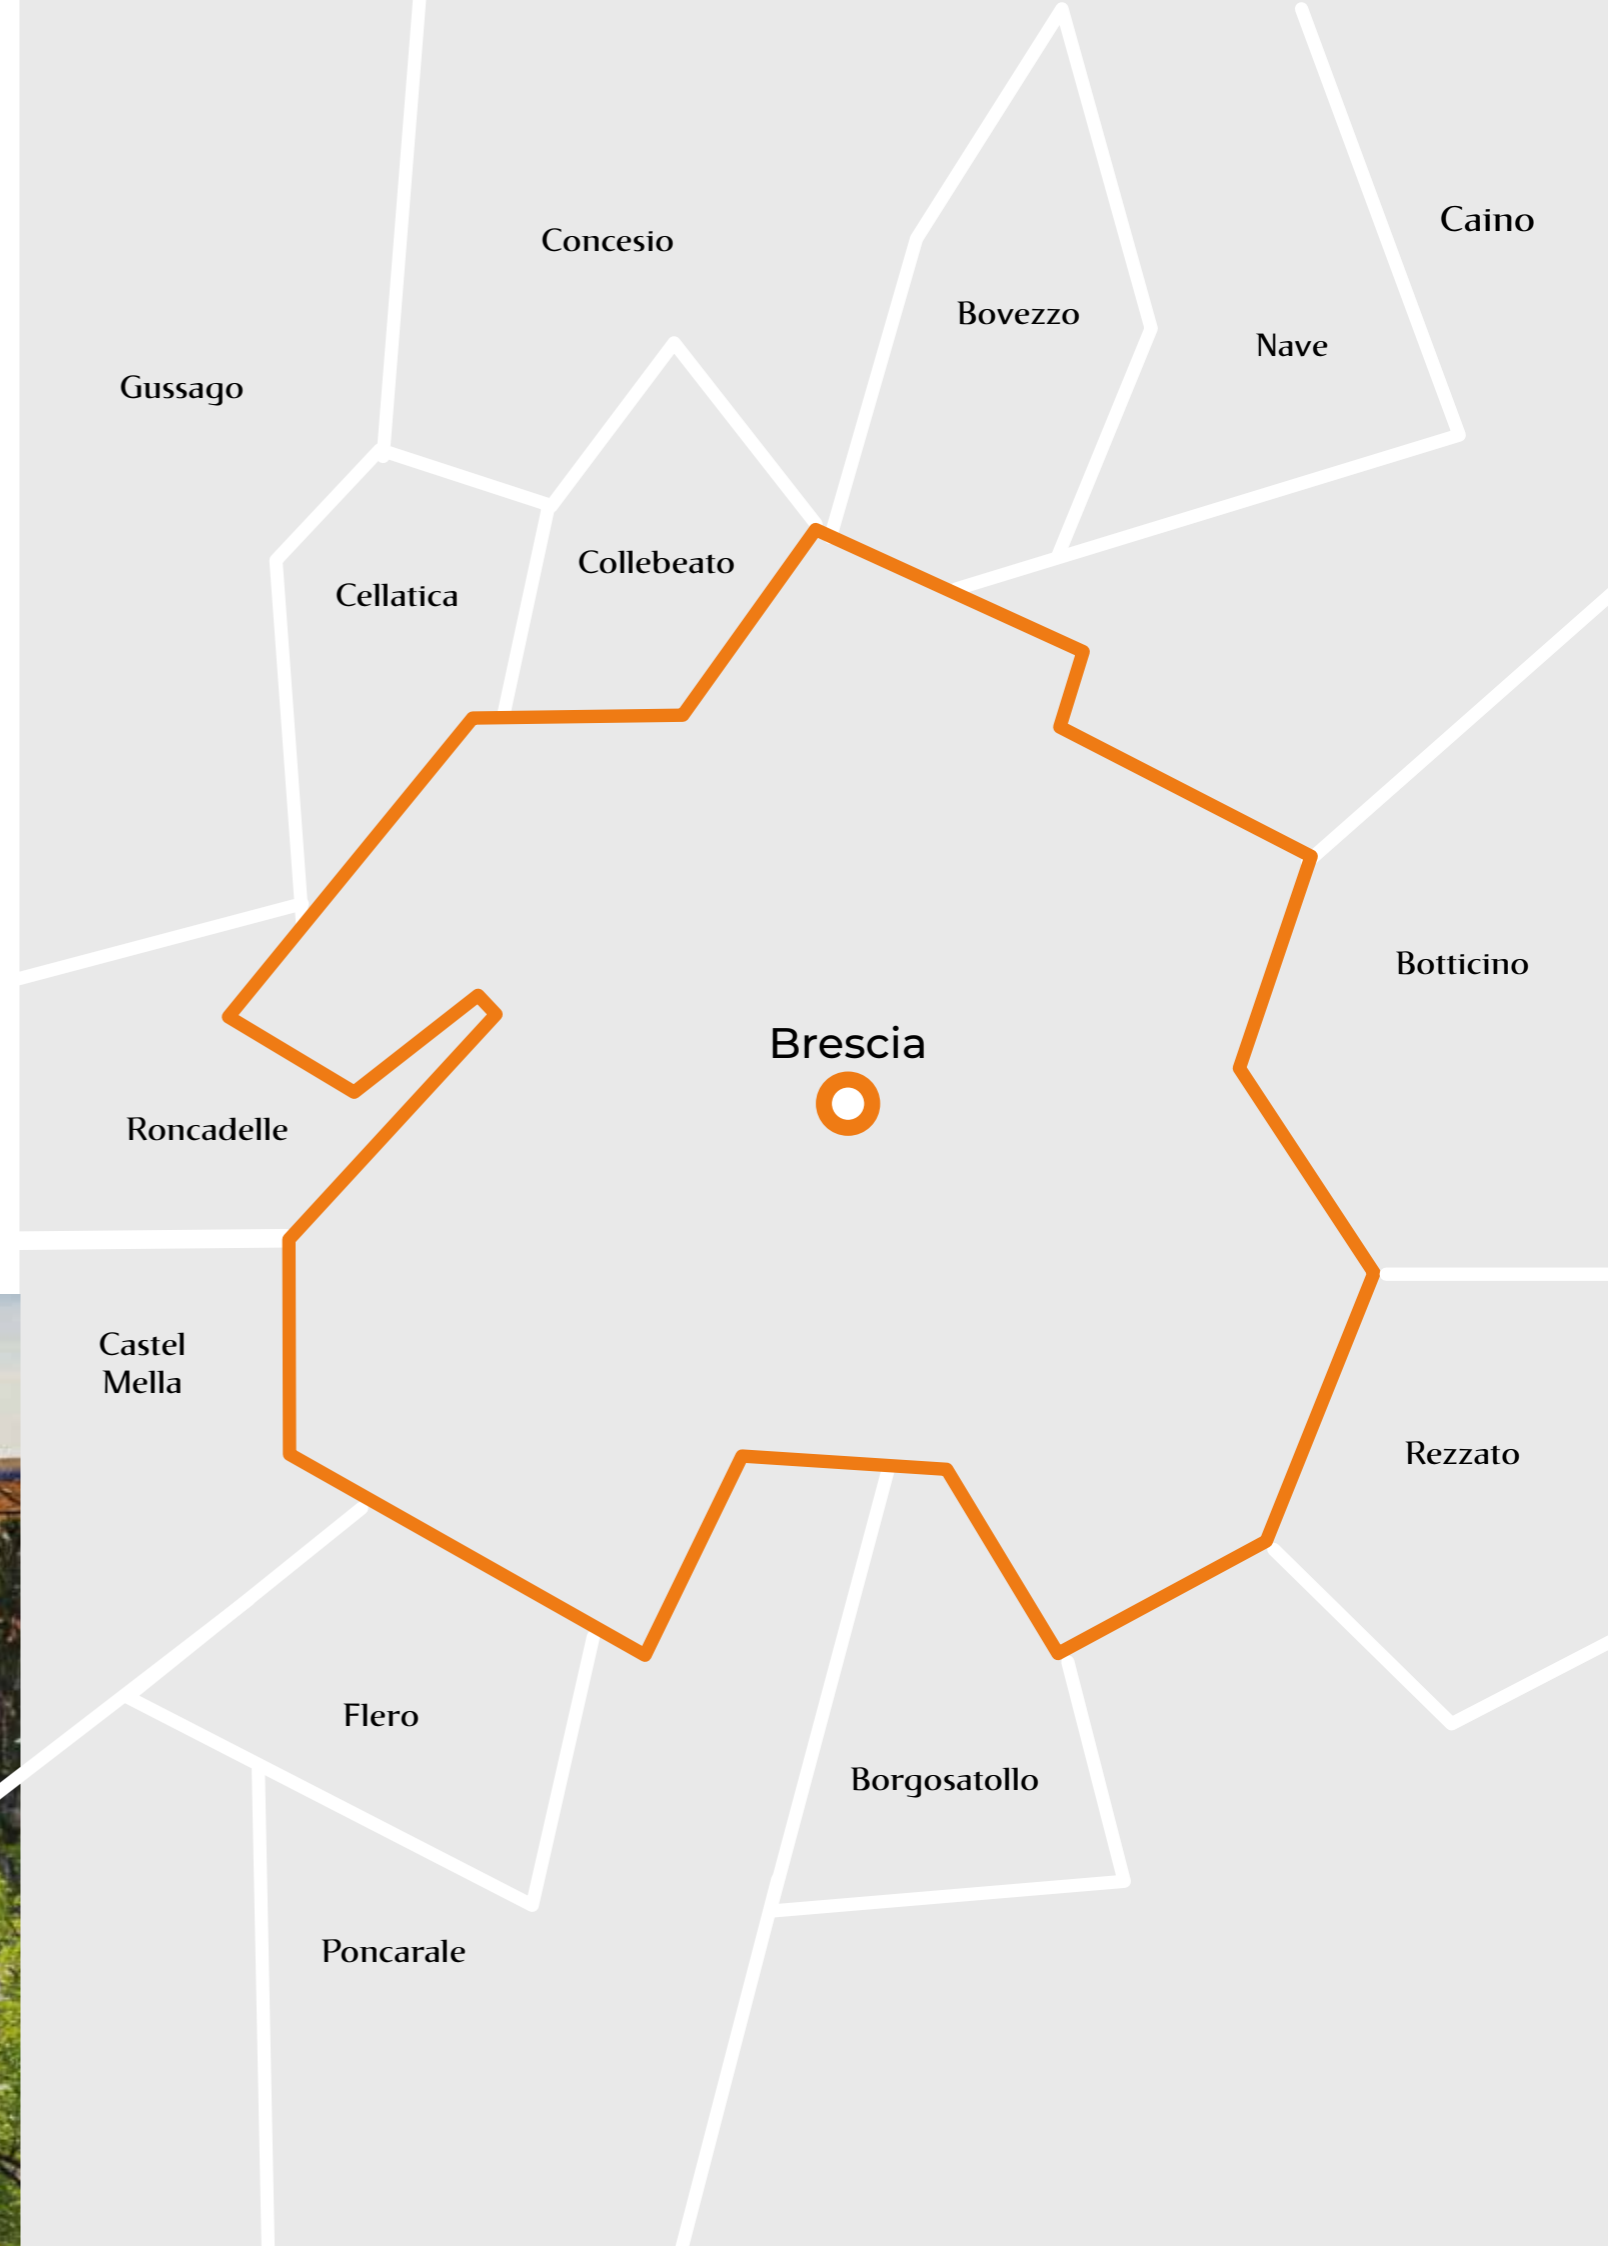 Caino
Concesio
Bovezzo
Nave
Gussago
Collebeato
Cellatica
Botticino
Brescia
Roncadelle
Castel
Mella
Rezzato
Flero
Borgosatollo
Poncarale